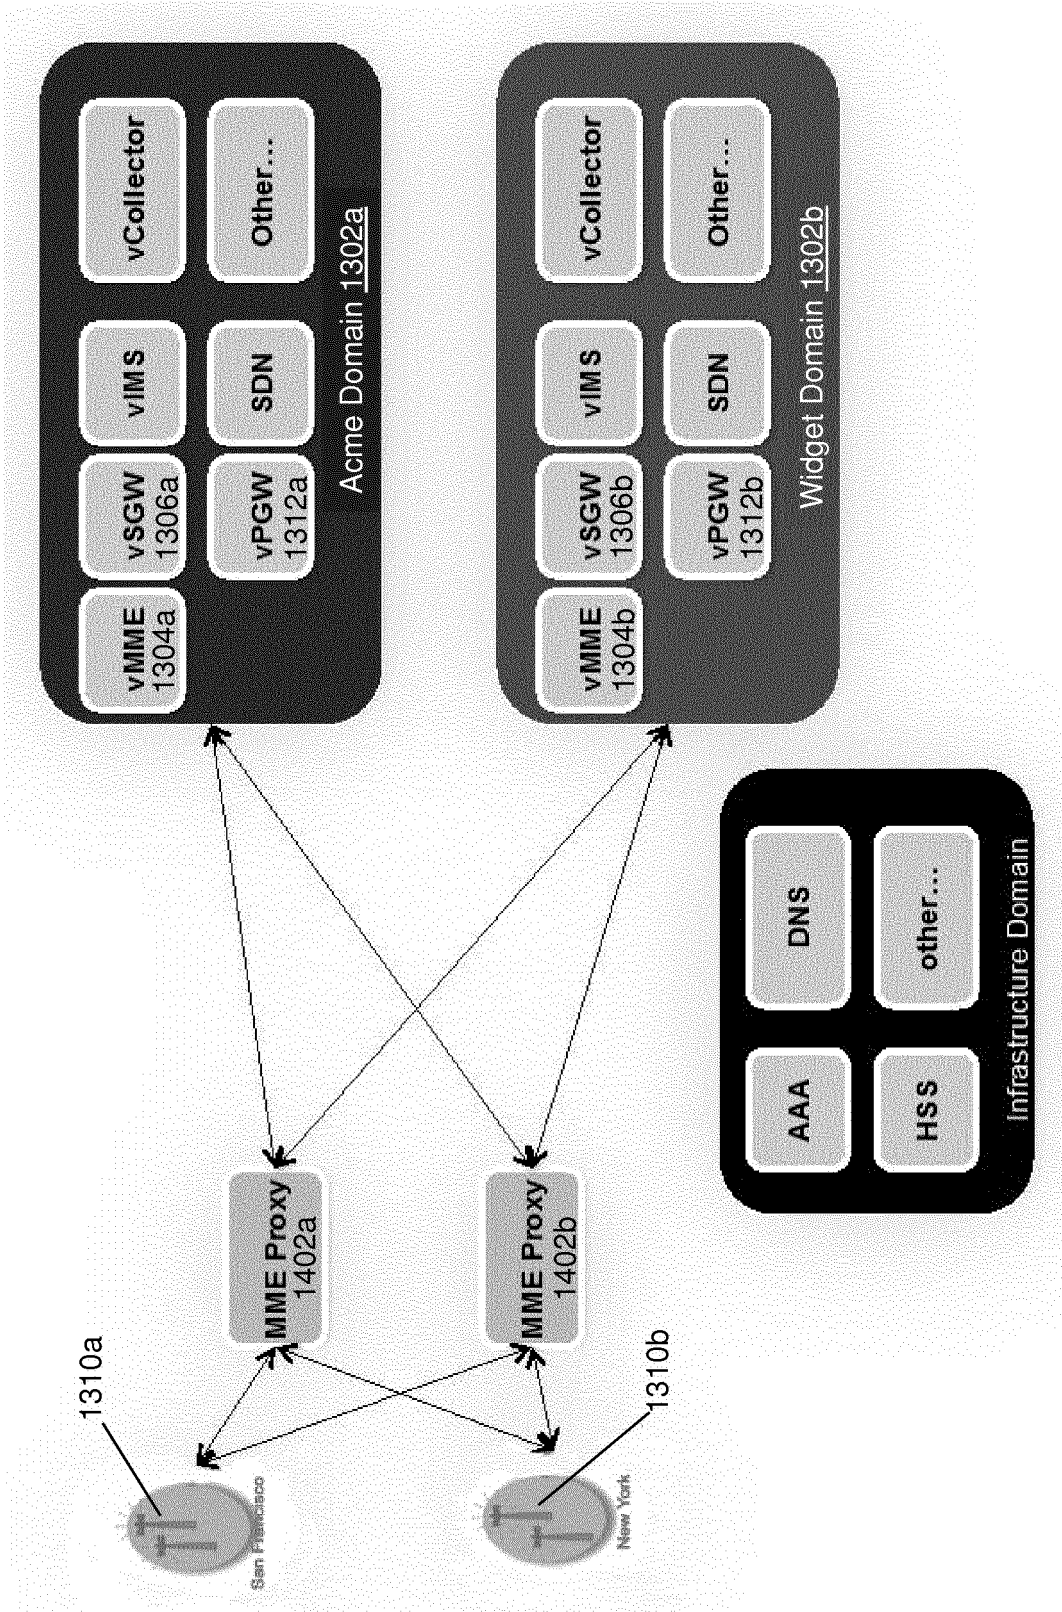 1310a
San Francisco
1310b
New York
MME Proxy
1402a
MME Proxy
1402b
vMME
1304a
vSGW
1306a
vIMS
vCollector
vPGW
1312a
SDN
Other...
Acme Domain 1302a
vMME
1304b
vSGW
1306b
vIMS
vCollector
vPGW
1312b
SDN
Other...
Widget Domain 1302b
AAA
DNS
HSS
other...
Infrastructure Domain